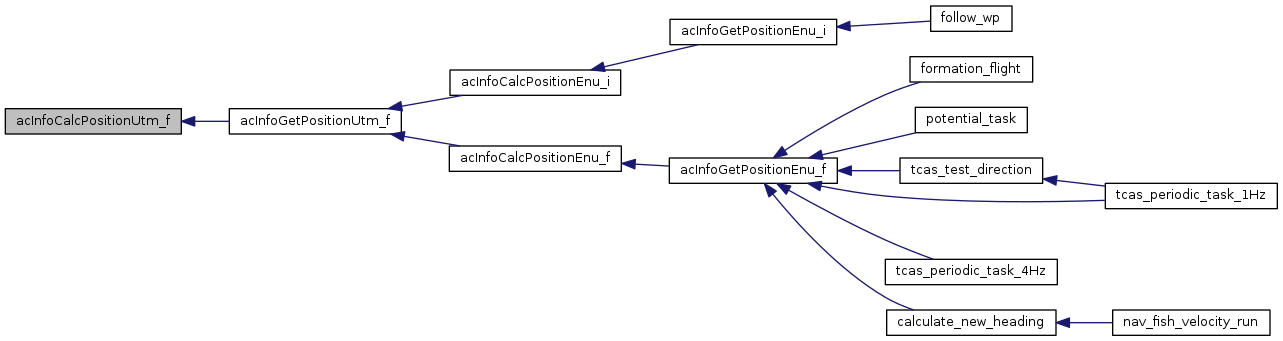 acInfoCalcPositionUtm_f
acInfoGetPositionUtm_f
acInfoCalcPositionEnu_i
acInfoGetPositionEnu_i
follow_wp
acInfoCalcPositionEnu_f
acInfoGetPositionEnu_f
formation_flight
potential_task
tcas_test_direction
tcas_periodic_task_1Hz
tcas_periodic_task_4Hz
calculate_new_heading
nav_fish_velocity_run